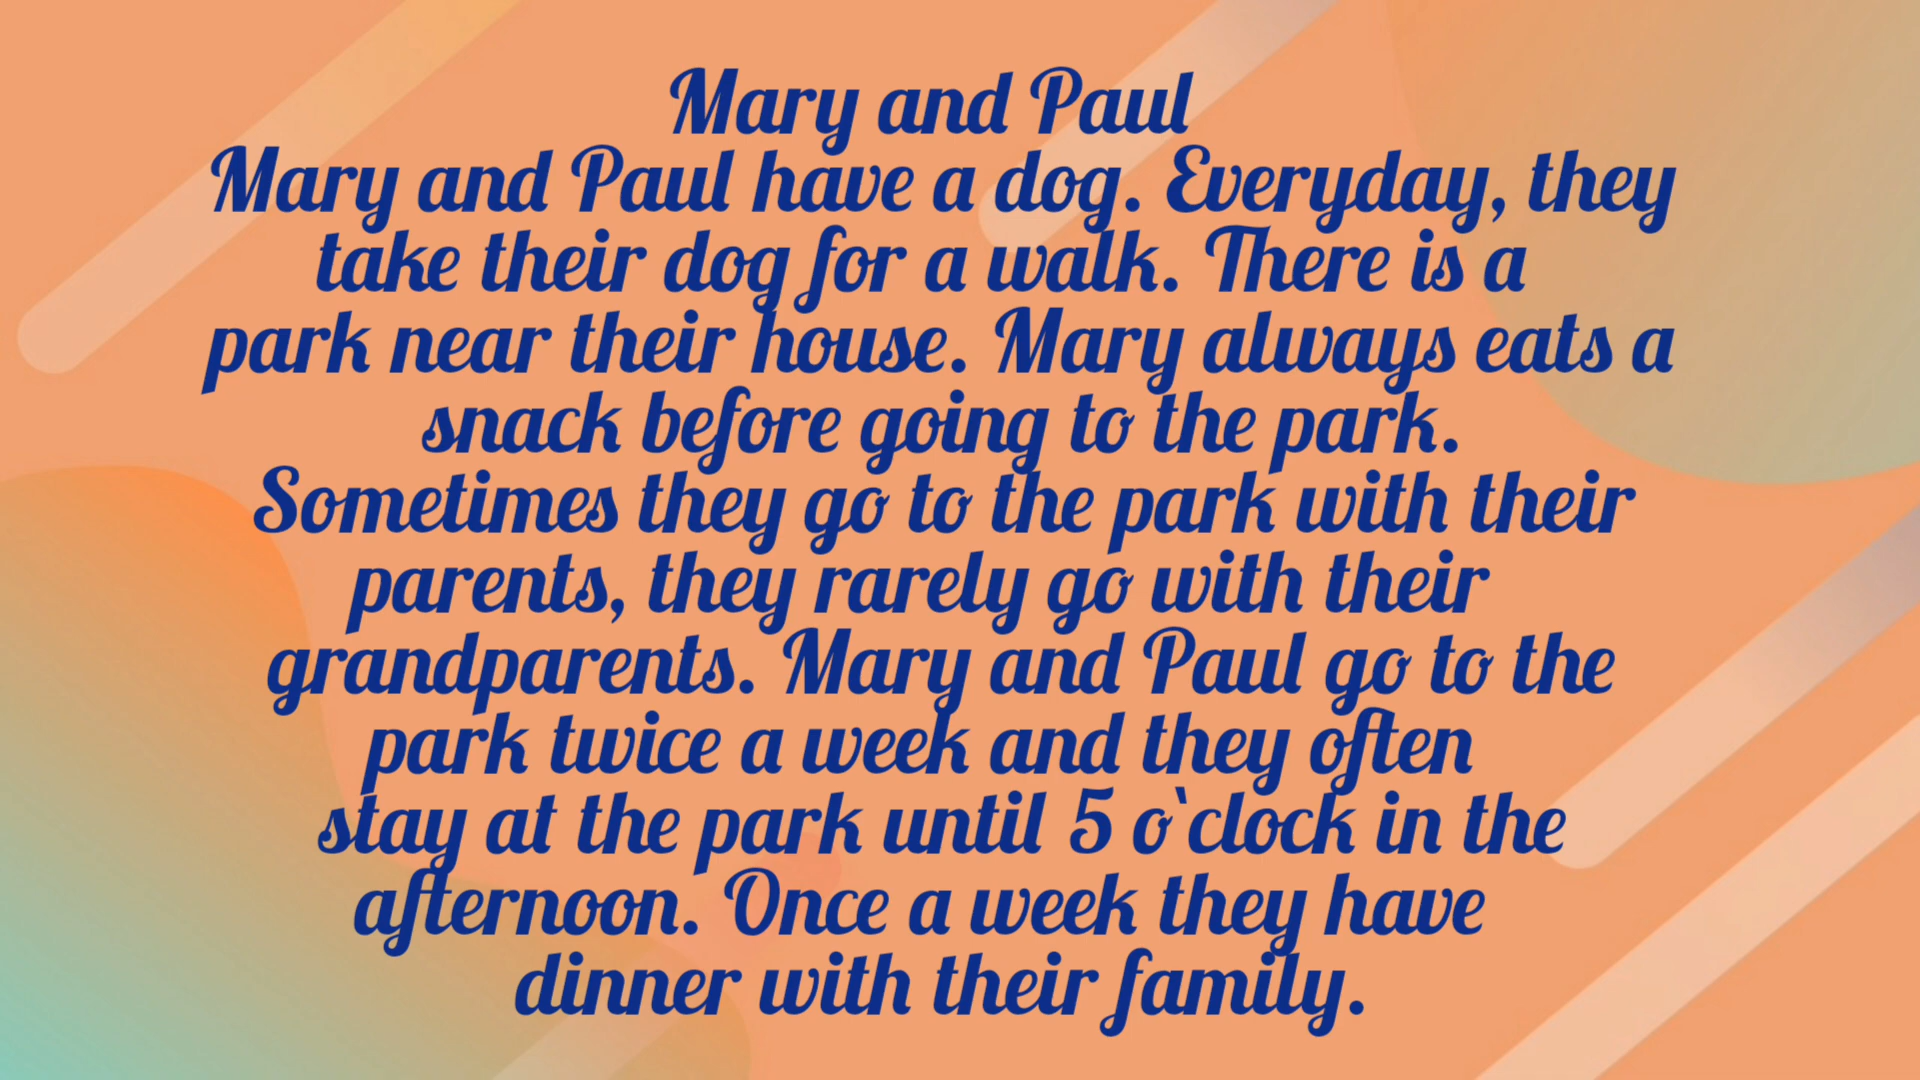 Mary and Paul
Mary and Paul have a dog. Everyday, they
take their dog for a walk. There is a
park near their house. Mary always eats a
snack before going to the park.
Sometimes they go to the park with their
parents, they rarely go with their
grandparents. Mary and Paul go to the
park twice a week and they often
stay at the park until 5 o`clock in the
afternoon. Once a week they have
dinner with their family.